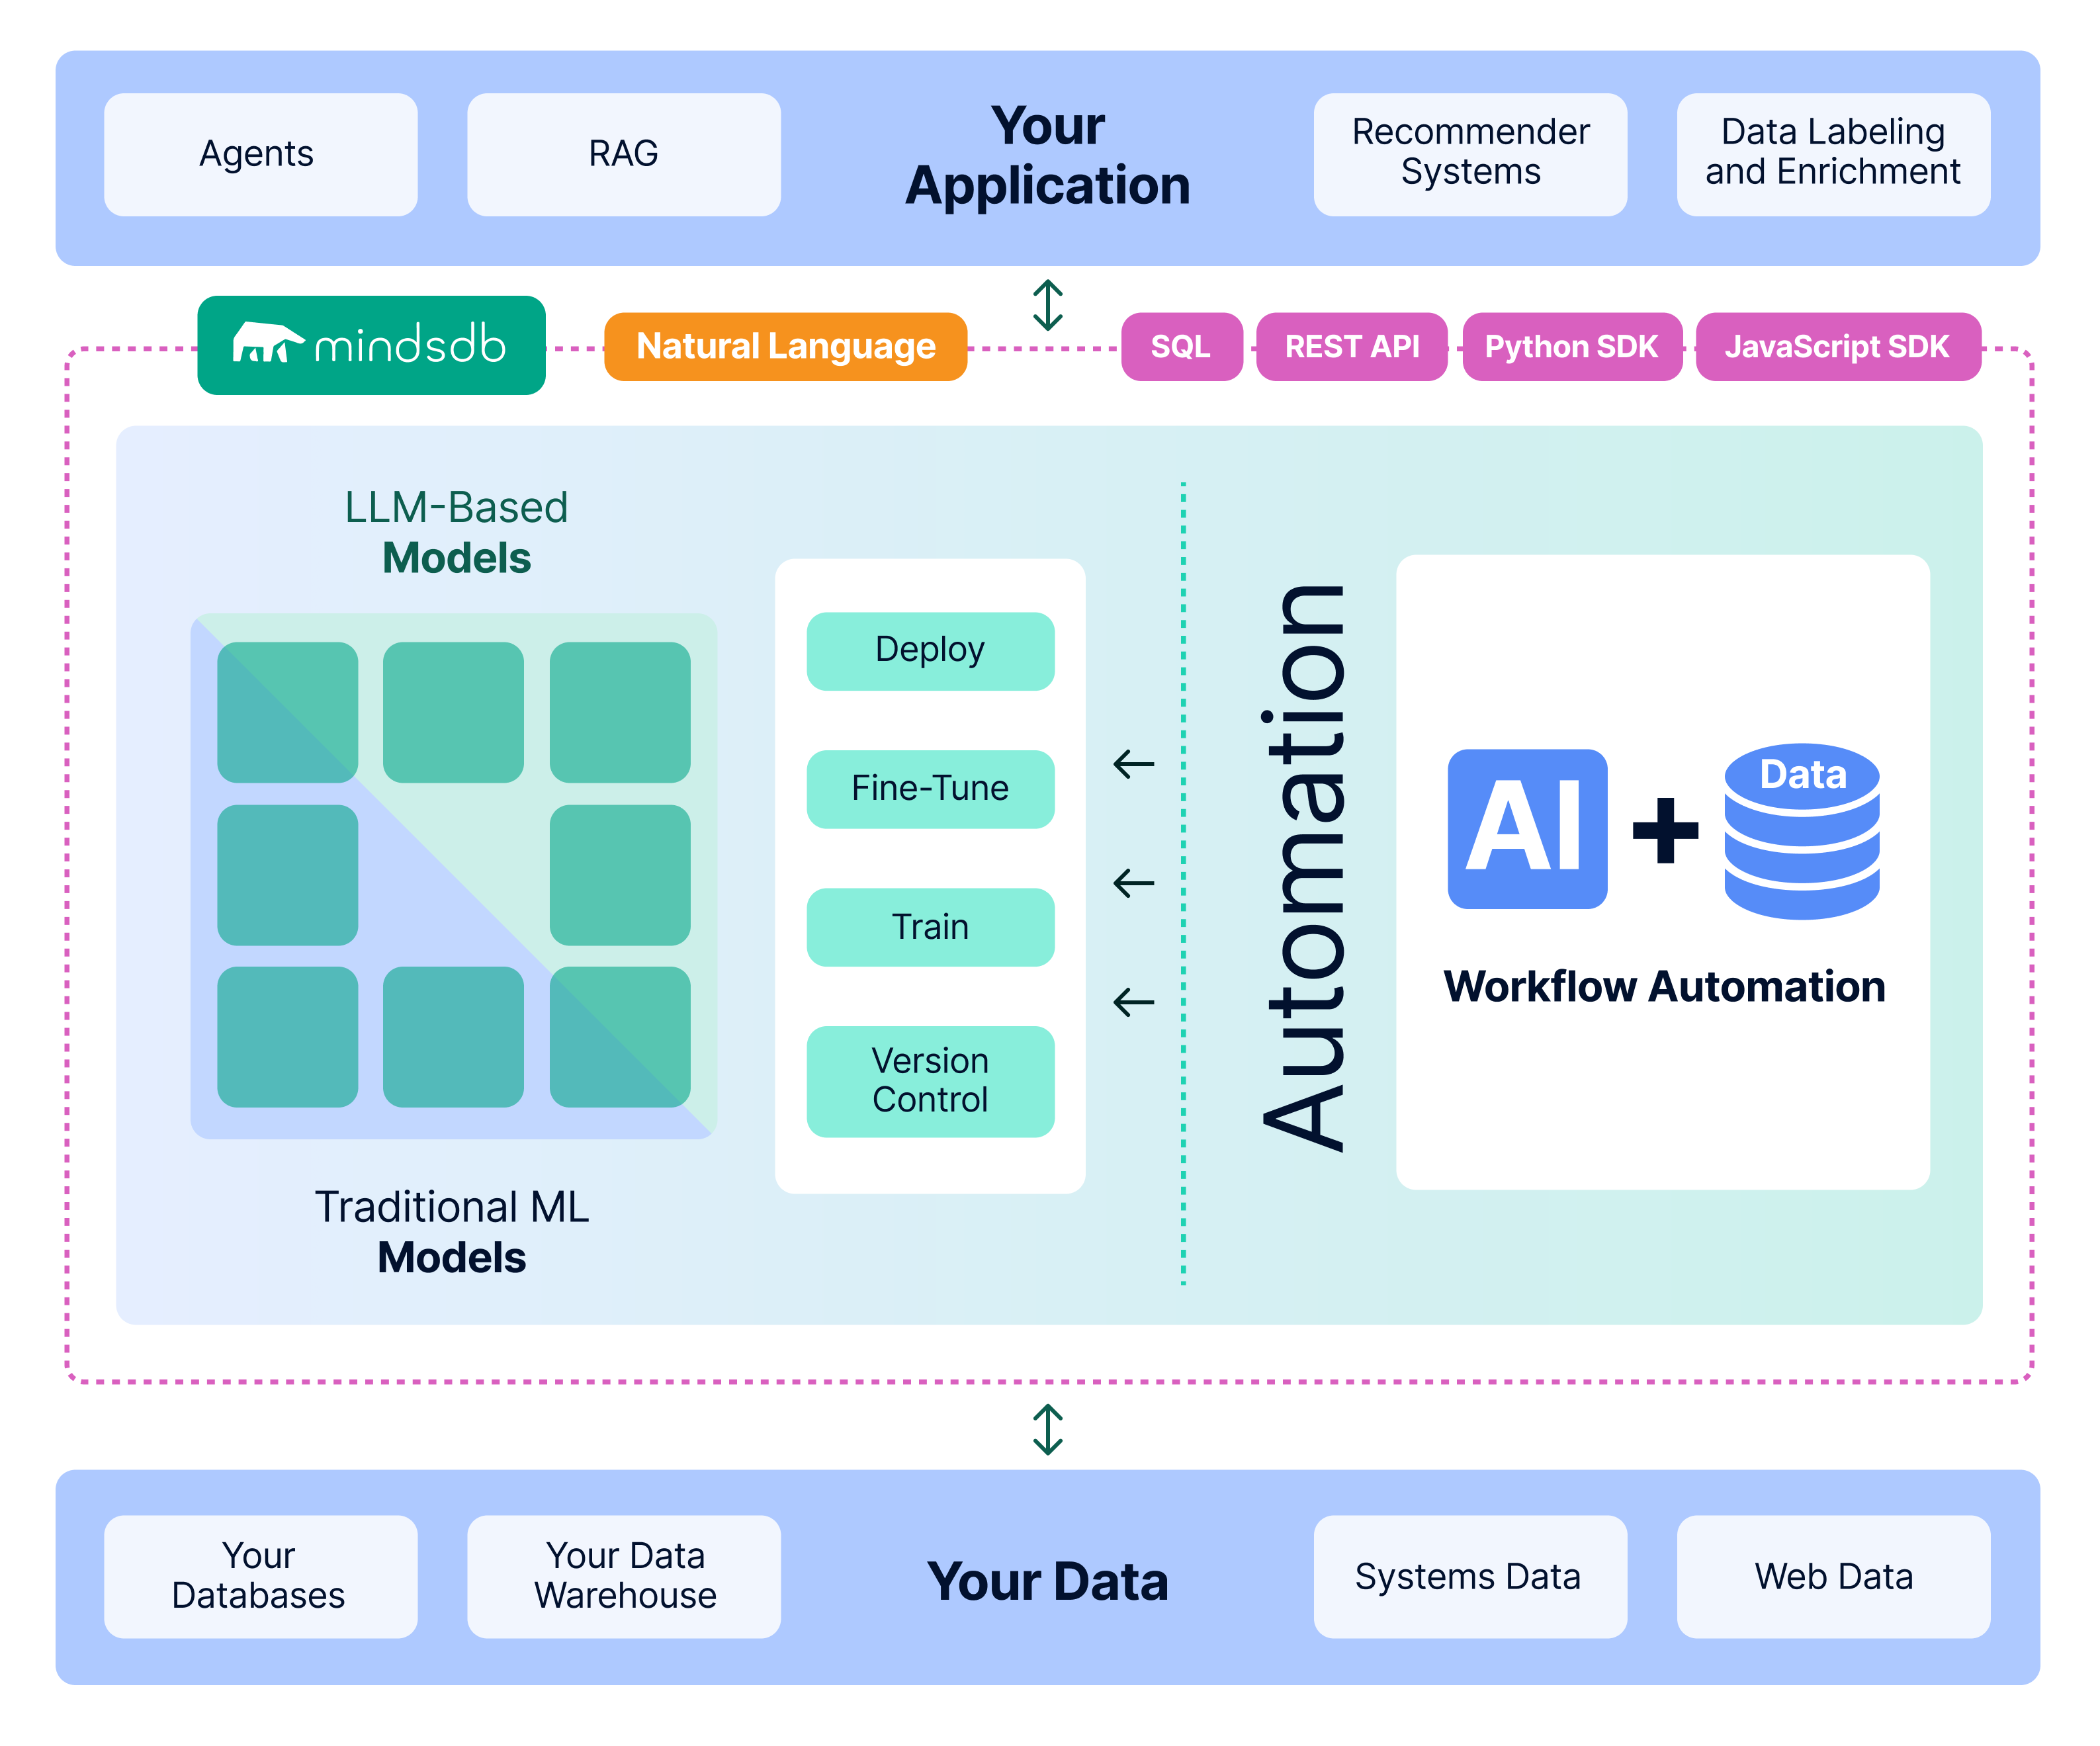 Agents
RAG
Your
Application
Recommender
Systems
Data Labeling
and Enrichment
mindsdb
Natural Language
SQL
REST API
Python SDK
JavaScript SDK
LLM-Based
Models
Traditional ML
Models
Deploy
Fine-Tune
Train
Version
Control
Automation
AI
+
Data
Workflow Automation
Your
Databases
Your Data
Warehouse
Your Data
Systems Data
Web Data